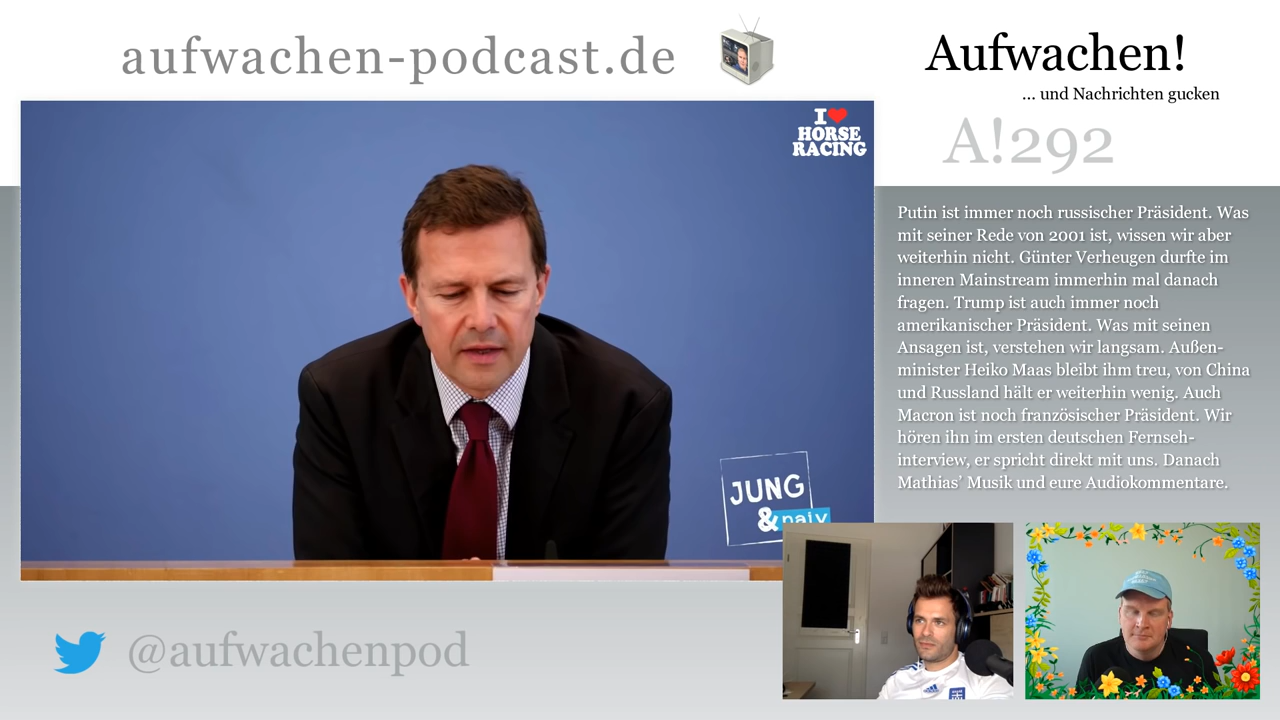 aufwachen-podcast.de
Aufwachen!
... und Nachrichten gucken
A!292
I
HORSE
RACING
Putin ist immer noch russischer Präsident. Was
mit seiner Rede von 2001 ist, wissen wir aber
weiterhin nicht. Günter Verheugen durfte im
inneren Mainstream immerhin mal danach
fragen. Trump ist auch immer noch
amerikanischer Präsident. Was mit seinen
Ansagen ist, verstehen wir langsam. Außen-
minister Heiko Maas bleibt ihm treu, von China
und Russland hält er weiterhin wenig. Auch
Macron ist noch französischer Präsident. Wir
hören ihn im ersten deutschen Fernseh-
interview, er spricht direkt mit uns. Danach
Mathias’ Musik und eure Audiokommentare.
JUNG
& naiv
@aufwachenpod